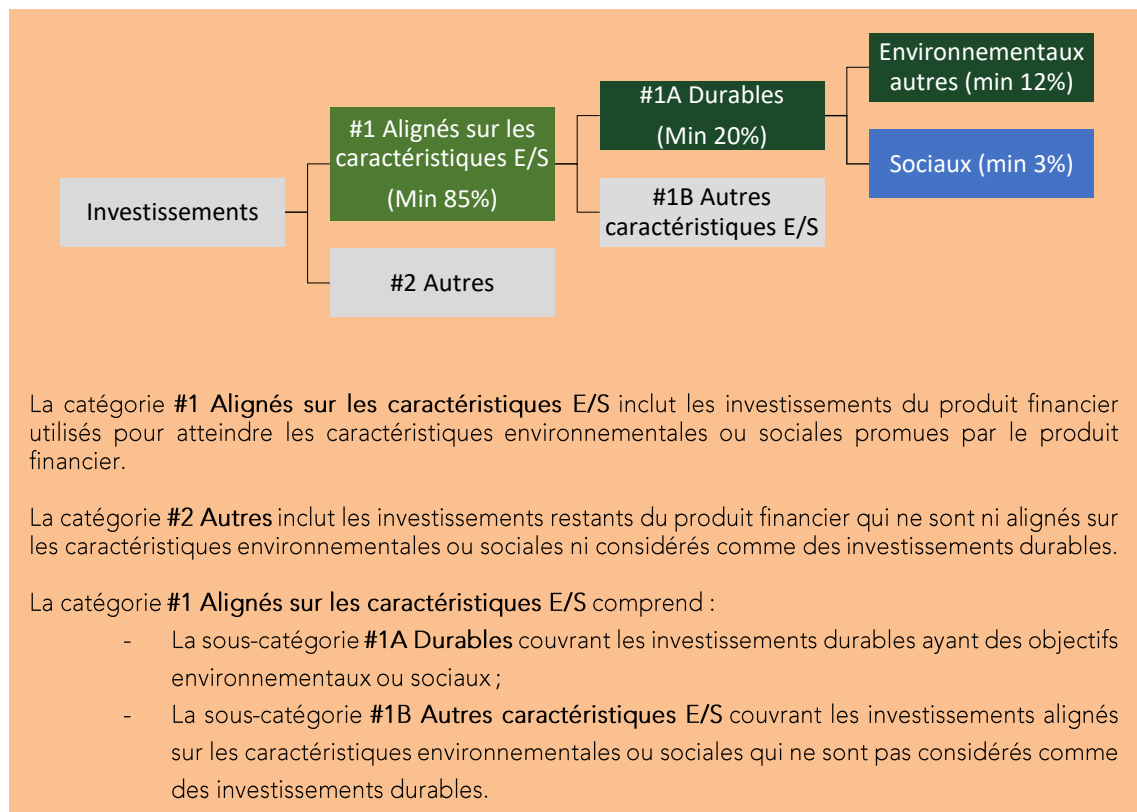 Investissements
#1 Alignés sur les
caractéristiques E/S
(Min 85%)
#2 Autres
#1A Durables
(Min 20%)
#1B Autres
caractéristiques E/S
Environnementaux
autres (min 12%)
Sociaux (min 3%)
La catégorie #1 Alignés sur les caractéristiques E/S inclut les investissements du produit financier
utilisés pour atteindre les caractéristiques environnementales ou sociales promues par le produit
financier.
La catégorie #2 Autres inclut les investissements restants du produit financier qui ne sont ni alignés sur
les caractéristiques environnementales ou sociales ni considérés comme des investissements durables.
La catégorie #1 Alignés sur les caractéristiques E/S comprend :
- La sous-catégorie #1A Durables couvrant les investissements durables ayant des objectifs
environnementaux ou sociaux ;
- La sous-catégorie #1B Autres caractéristiques E/S couvrant les investissements alignés
sur les caractéristiques environnementales ou sociales qui ne sont pas considérés comme
des investissements durables.